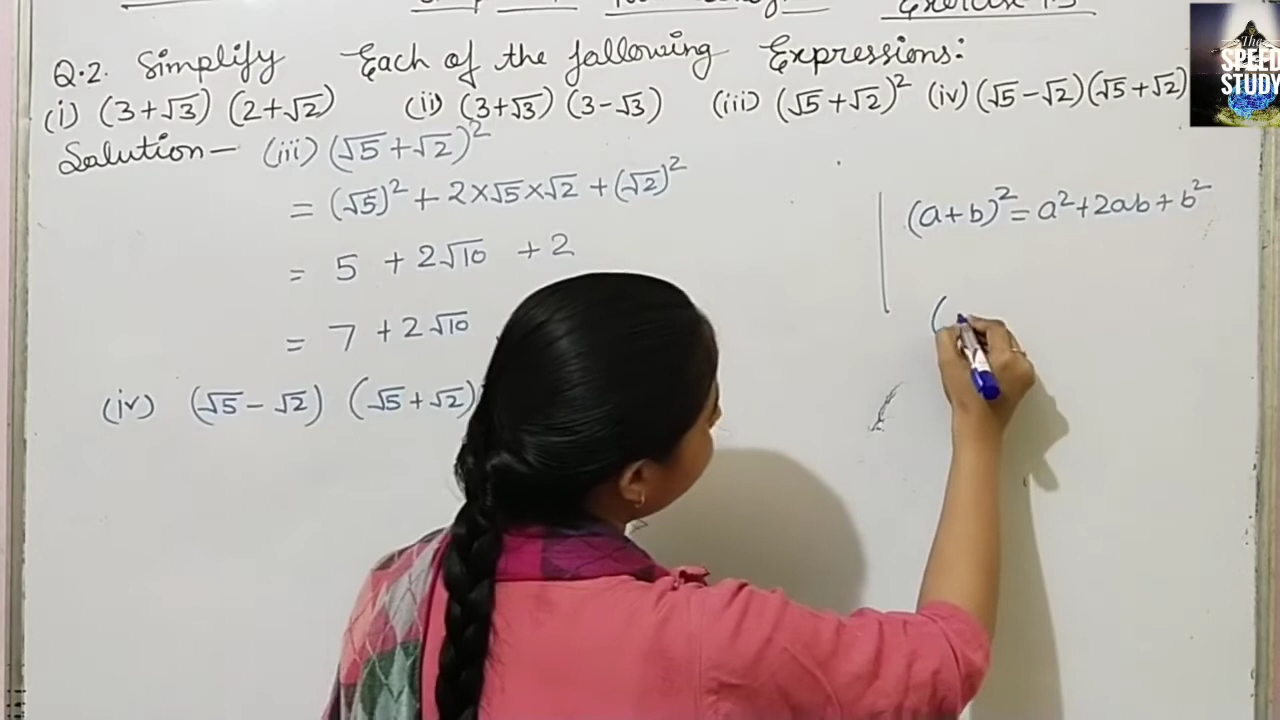 Q.2. Simplify Each of the following Expressions:
(i) (3+√3) (2+√2) (ii) (3+√3) (3-√3) (iii) (√5+√2)² (iv) (√5-√2)(√5+√2)
Solution— (iii) (√5+√2)²
= (√5)² + 2×√5×√2 + (√2)²
= 5 + 2√10 + 2
= 7 + 2√10
(iv) (√5-√2) (√5+√2)
(a+b)² = a²+2ab+b²
(
The
SPEED
STUDY